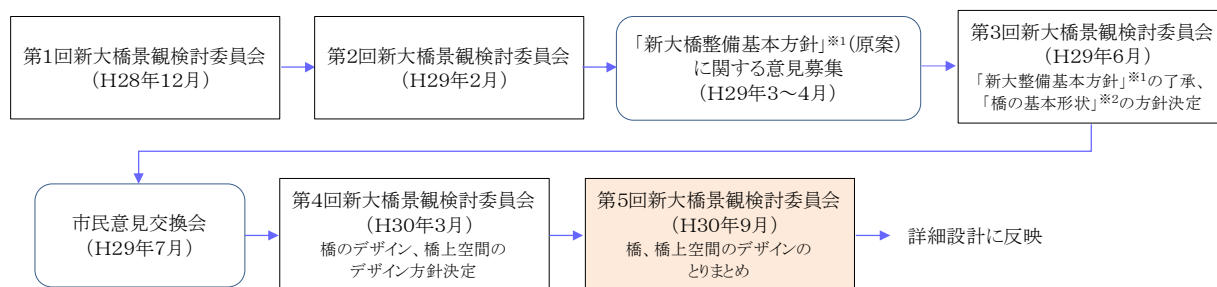 第1回新大橋景観検討委員会
(H28年12月)
第2回新大橋景観検討委員会
(H29年2月)
「新大橋整備基本方針」※1(原案)
に関する意見募集
(H29年3～4月)
第3回新大橋景観検討委員会
(H29年6月)
「新大整備基本方針」※1の了承、
「橋の基本形状」※2の方針決定
市民意見交換会
(H29年7月)
第4回新大橋景観検討委員会
(H30年3月)
橋のデザイン、橋上空間の
デザイン方針決定
第5回新大橋景観検討委員会
(H30年9月)
橋、橋上空間のデザインの
とりまとめ
詳細設計に反映